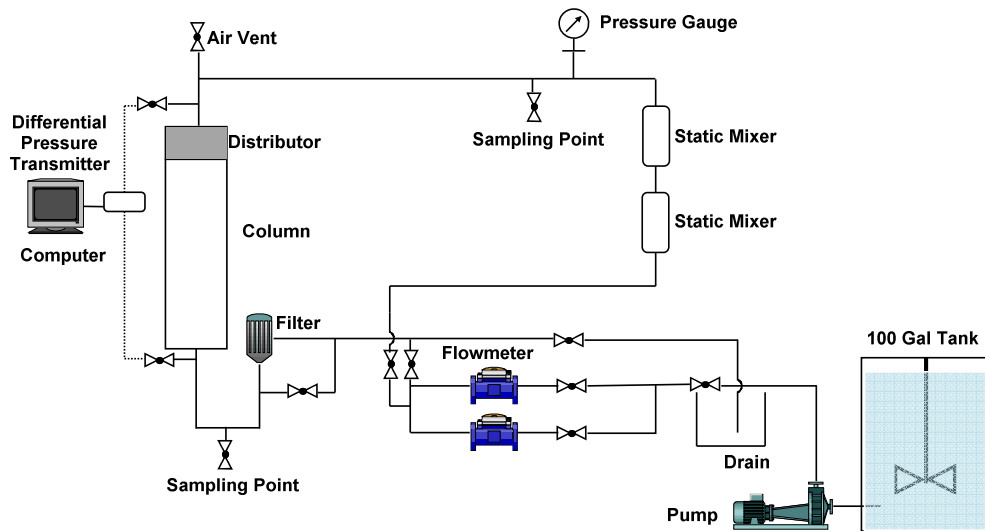 Pressure Gauge
Air Vent
Differential
Pressure
Transmitter
Distributor
Sampling Point
Static Mixer
Static Mixer
Column
Computer
Filter
Flowmeter
100 Gal Tank
Sampling Point
Drain
Pump